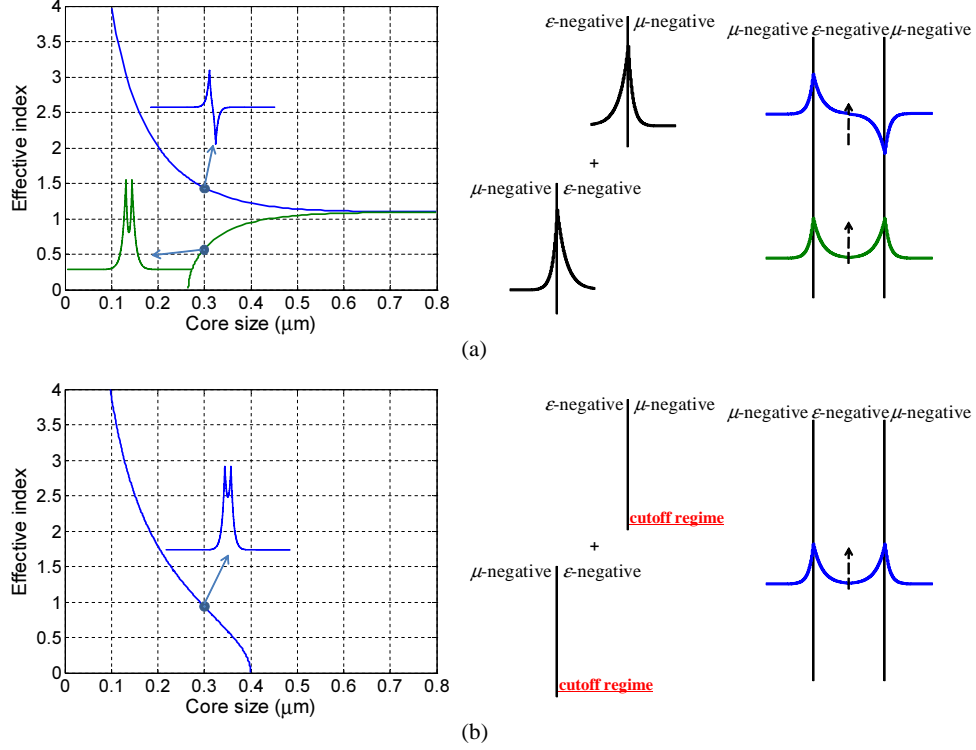 4
3.5
3
2.5
2
1.5
1
0.5
0
Effective index
0 0.1 0.2 0.3 0.4 0.5 0.6 0.7 0.8
Core size (μm)
ε-negative μ-negative
+
μ-negative ε-negative
μ-negative ε-negative μ-negative
(a)
4
3.5
3
2.5
2
1.5
1
0.5
0
Effective index
0 0.1 0.2 0.3 0.4 0.5 0.6 0.7 0.8
Core size (μm)
ε-negative μ-negative
cutoff regime
+
μ-negative ε-negative
cutoff regime
μ-negative ε-negative μ-negative
(b)